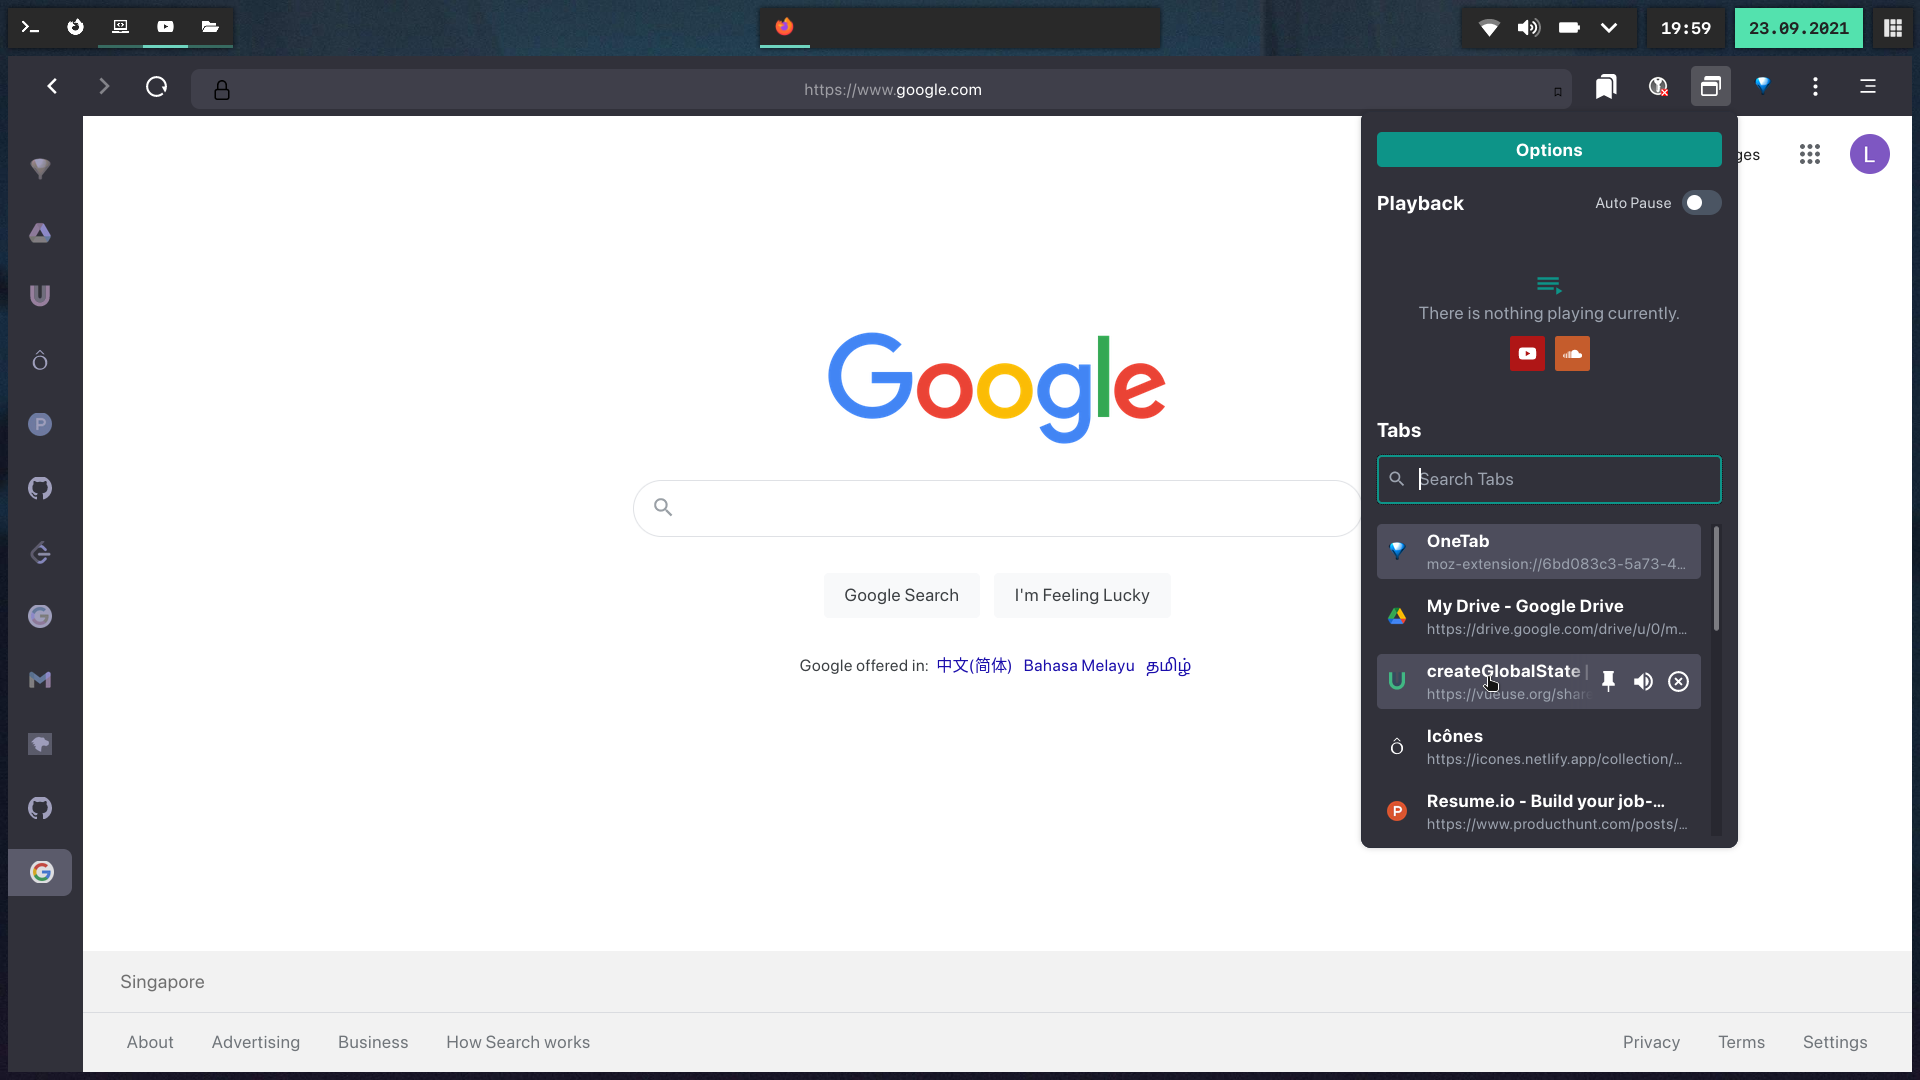 19:59
23.09.2021
https://www.google.com
Options
ges
L
Playback
Auto Pause
There is nothing playing currently.
Google
Tabs
Search Tabs
OneTab
moz-extension://6bd083c3-5a73-4...
My Drive - Google Drive
https://drive.google.com/drive/u/0/m...
createGlobalState |
https://vueuse.org/share
Icônes
https://icones.netlify.app/collection/...
Resume.io - Build your job-...
https://www.producthunt.com/posts/...
Google Search
I'm Feeling Lucky
Google offered in: 中文(简体) Bahasa Melayu தமிழ்
Singapore
About
Advertising
Business
How Search works
Privacy
Terms
Settings